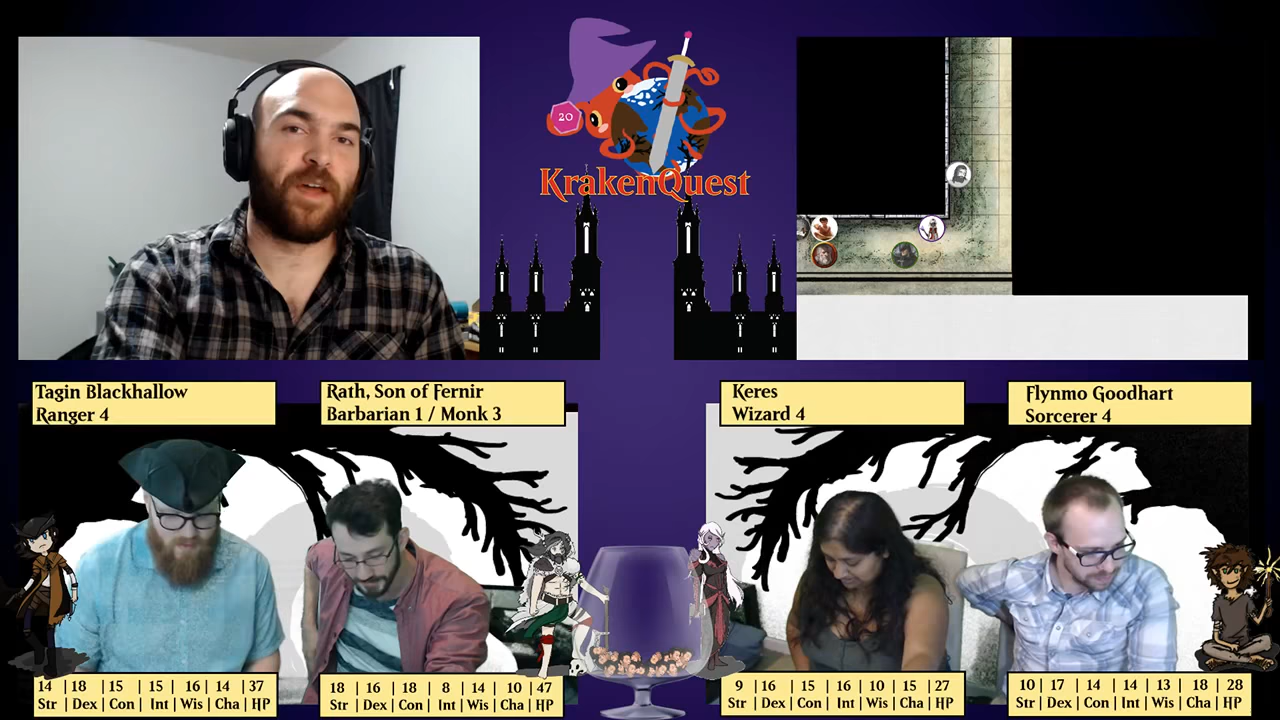 20
KrakenQuest
Tagin Blackhallow
Ranger 4
Rath, Son of Fernir
Barbarian 1 / Monk 3
Keres
Wizard 4
Flynmo Goodhart
Sorcerer 4
14 | 18 | 15 | 15 | 16 | 14 | 37
Str | Dex | Con | Int | Wis | Cha | HP
18 | 16 | 18 | 8 | 14 | 10 | 47
Str | Dex | Con | Int | Wis | Cha | HP
9 | 16 | 15 | 16 | 10 | 15 | 27
Str | Dex | Con | Int | Wis | Cha | HP
10 | 17 | 14 | 14 | 13 | 18 | 28
Str | Dex | Con | Int | Wis | Cha | HP